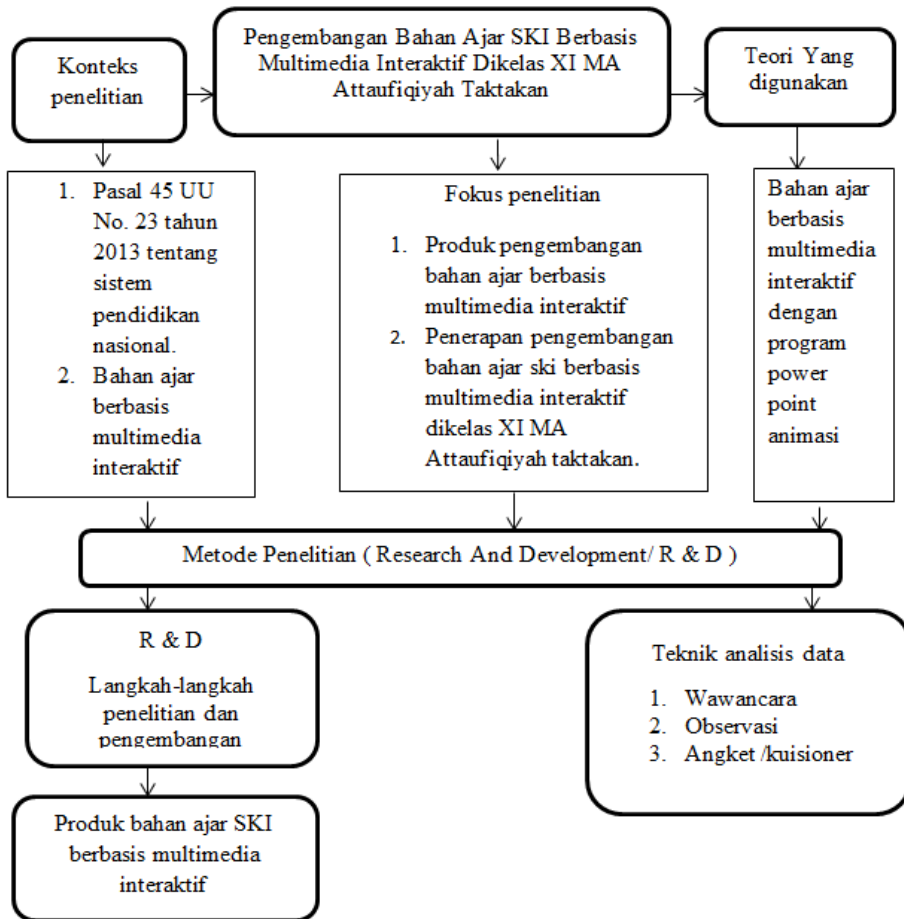 Konteks
penelitian
Pengembangan Bahan Ajar SKI Berbasis
Multimedia Interaktif Dikelas XI MA
Attaufiqiyah Taktakan
Teori Yang
digunakan
1. Pasal 45 UU
No. 23 tahun
2013 tentang
sistem
pendidikan
nasional.
2. Bahan ajar
berbasis
multimedia
interaktif
Fokus penelitian
1. Produk pengembangan
bahan ajar berbasis
multimedia interaktif
2. Penerapan pengembangan
bahan ajar ski berbasis
multimedia interaktif
dikelas XI MA
Attaufiqiyah taktakan.
Bahan ajar
berbasis
multimedia
interaktif
dengan
program
power
point
animasi
Metode Penelitian ( Research And Development/ R & D )
R & D
Langkah-langkah
penelitian dan
pengembangan
Teknik analisis data
1. Wawancara
2. Observasi
3. Angket /kuisioner
Produk bahan ajar SKI
berbasis multimedia
interaktif